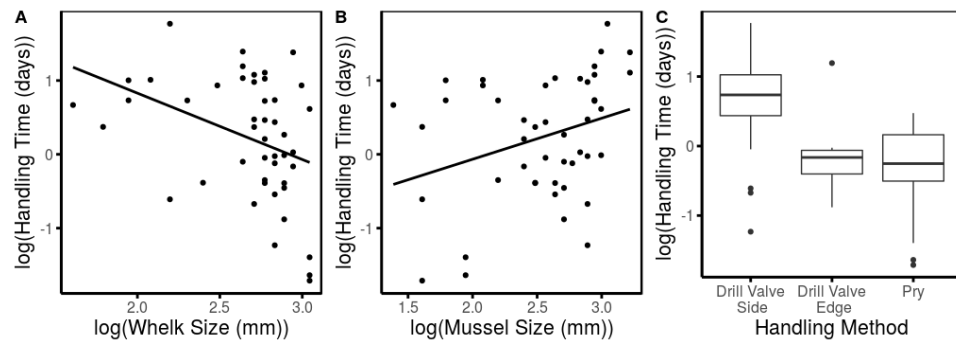 A
log(Handling Time (days))
1
0
-1
2.0
2.5
3.0
log(Whelk Size (mm))
B
log(Handling Time (days))
1
0
-1
1.5
2.0
2.5
3.0
log(Mussel Size (mm))
C
log(Handling Time (days))
1
0
-1
Drill Valve
Side
Drill Valve
Edge
Pry
Handling Method